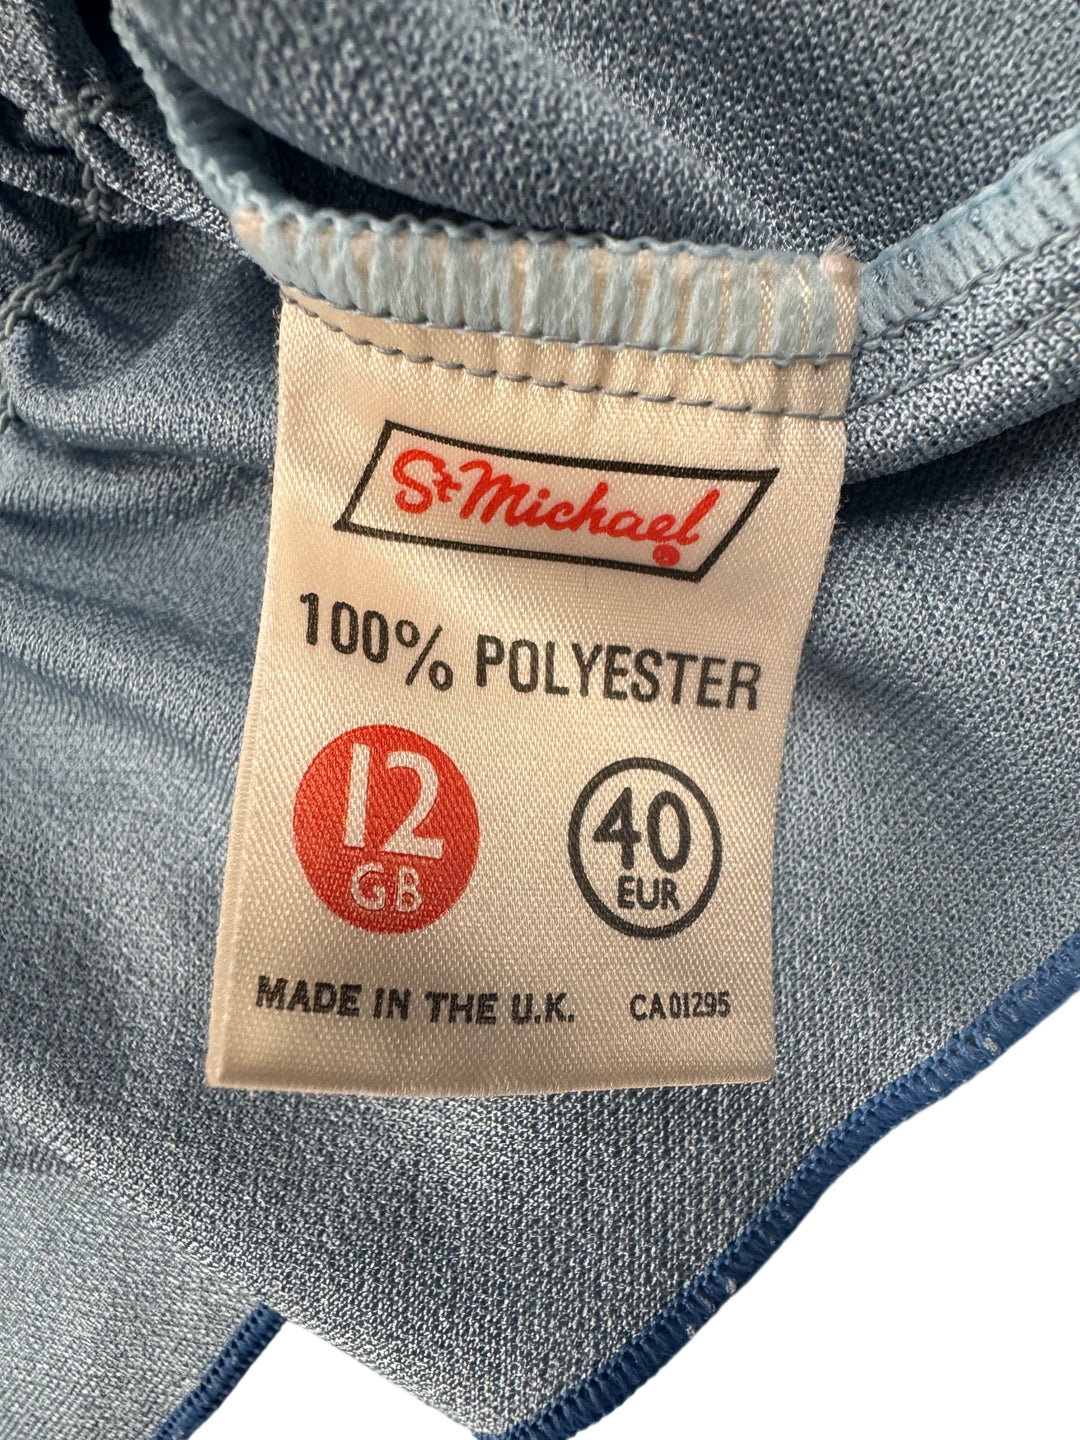 St Michael®
100% POLYESTER
12
GB
40
EUR
MADE IN THE U.K. CA01295